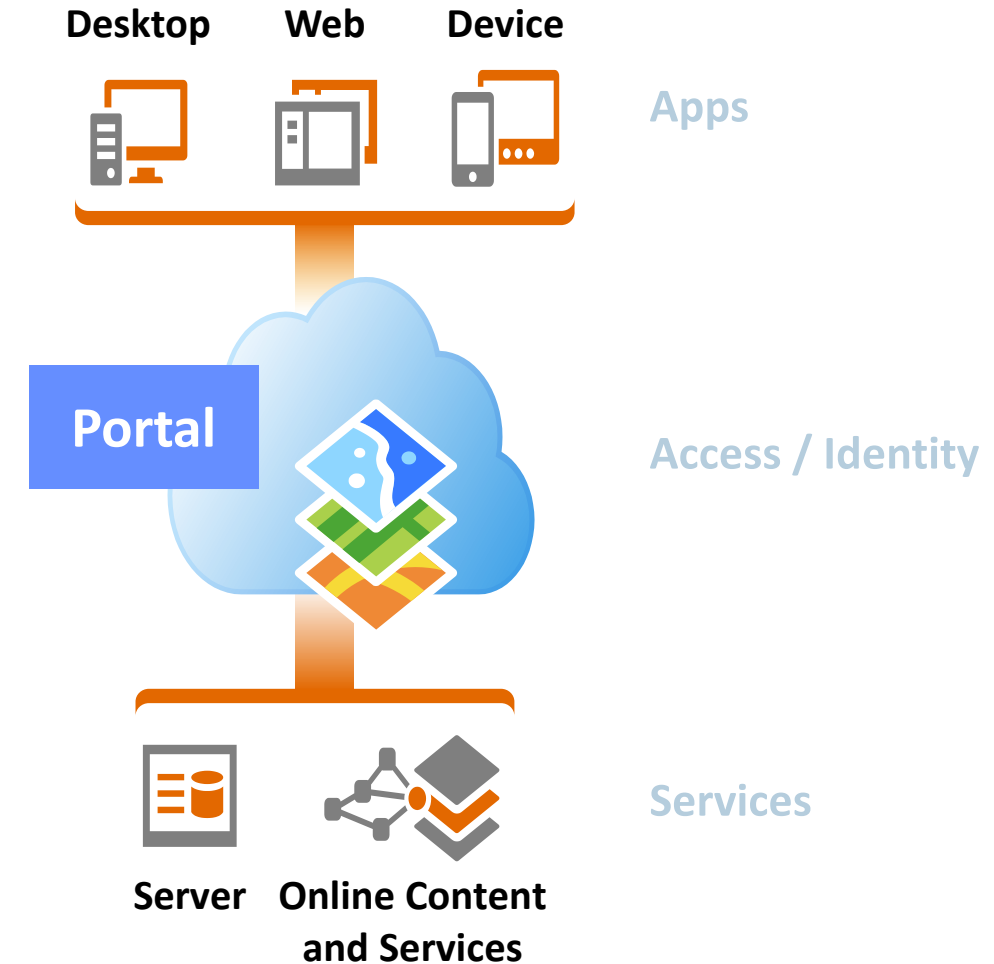 Desktop Web Device
Apps
Portal
Access / Identity
Services
Server Online Content
and Services